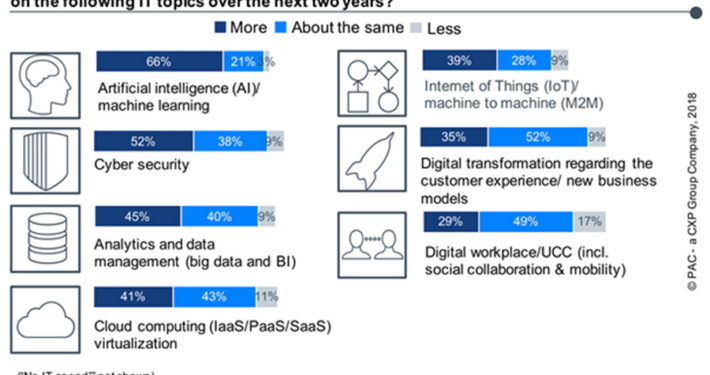 on the following IT topics over the next two years?
More About the same Less
66% 21% 3%
Artificial intelligence (AI)/
machine learning
52% 38% 9%
Cyber security
45% 40% 9%
Analytics and data
management (big data and BI)
41% 43% 11%
Cloud computing (IaaS/PaaS/SaaS)
virtualization
39% 28% 9%
Internet of Things (IoT)/
machine to machine (M2M)
35% 52% 9%
Digital transformation regarding the
customer experience/ new business
models
29% 49% 17%
Digital workplace/UCC (incl.
social collaboration & mobility)
© PAC - a CXP Group Company, 2018